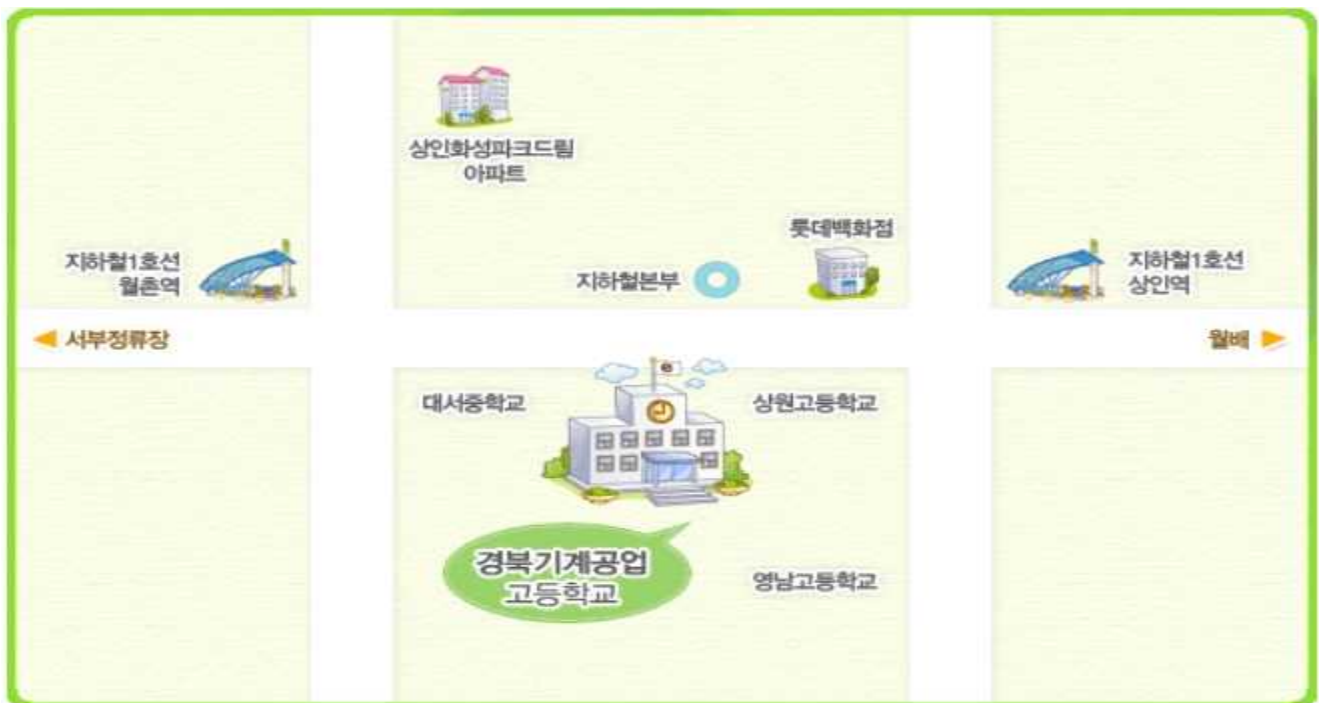 상인화성파크드림
아파트
롯데백화점
지하철1호선
월촌역
지하철본부
지하철1호선
상인역
서부정류장
월배
대서중학교
상원고등학교
경북기계공업
고등학교
영남고등학교